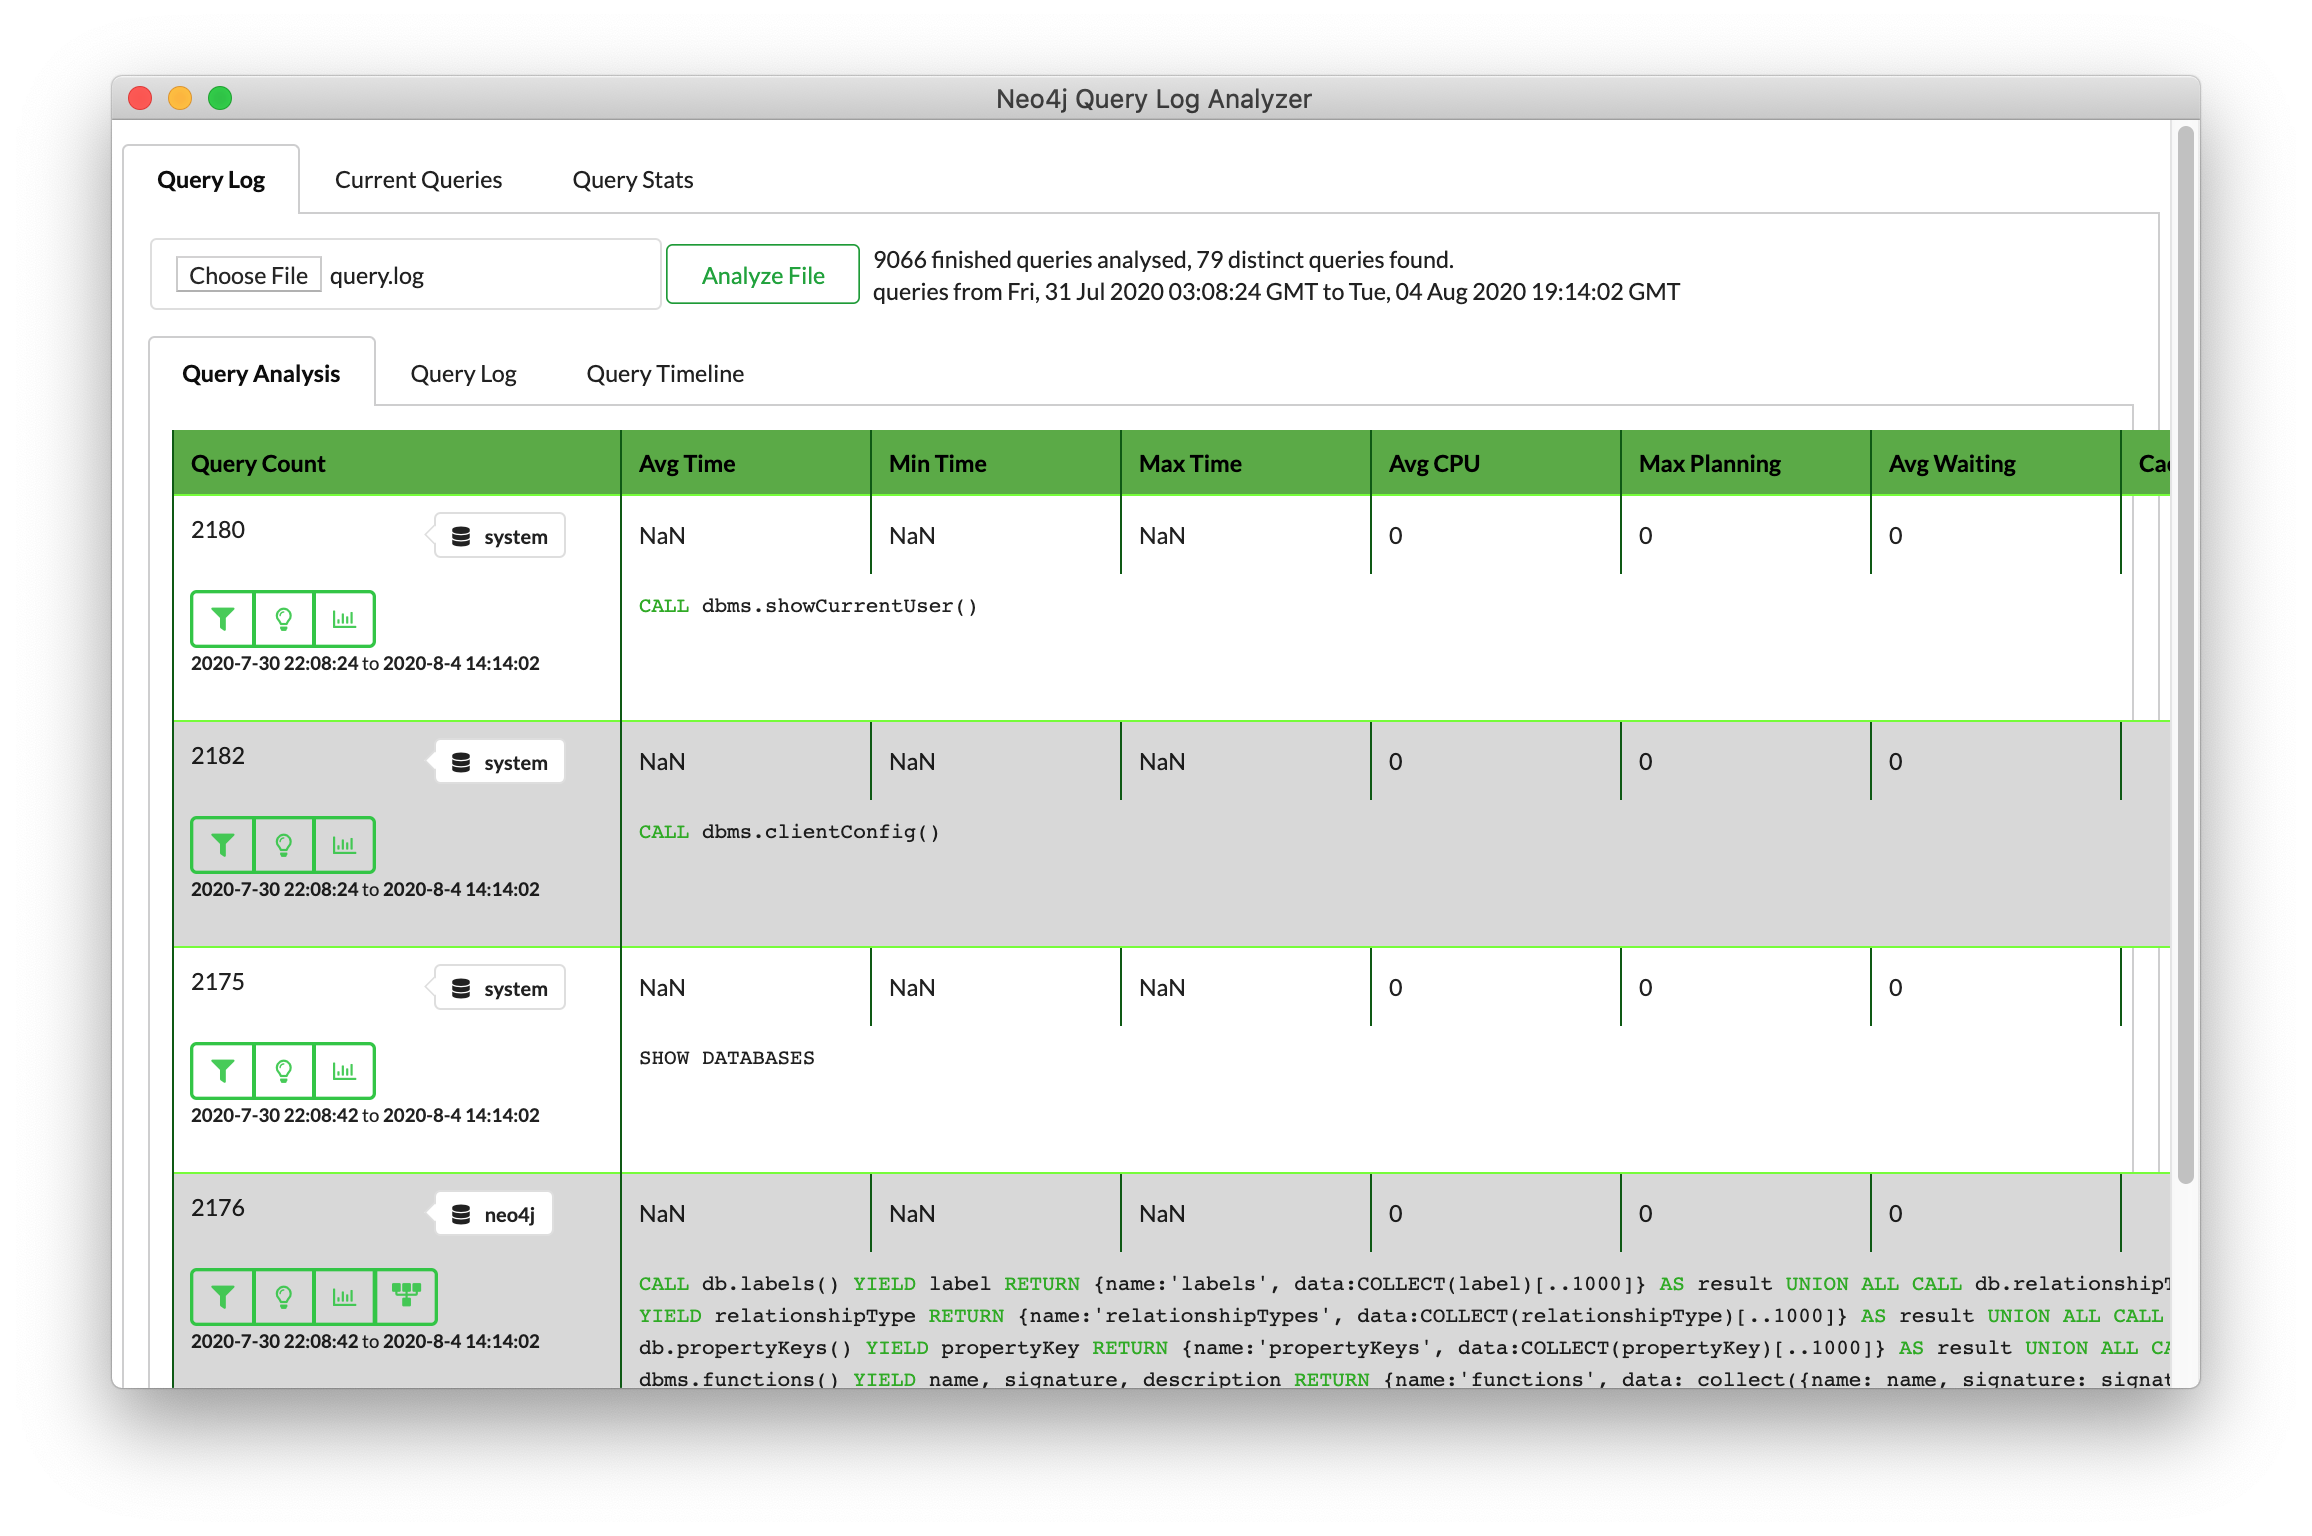 Neo4j Query Log Analyzer
Query Log Current Queries Query Stats
Choose File query.log Analyze File
9066 finished queries analysed, 79 distinct queries found.
queries from Fri, 31 Jul 2020 03:08:24 GMT to Tue, 04 Aug 2020 19:14:02 GMT
Query Analysis Query Log Query Timeline
Query Count Avg Time Min Time Max Time Avg CPU Max Planning Avg Waiting
2180 system NaN NaN NaN 0 0 0
CALL dbms.showCurrentUser()
2020-7-30 22:08:24 to 2020-8-4 14:14:02
2182 system NaN NaN NaN 0 0 0
CALL dbms.clientConfig()
2020-7-30 22:08:24 to 2020-8-4 14:14:02
2175 system NaN NaN NaN 0 0 0
SHOW DATABASES
2020-7-30 22:08:42 to 2020-8-4 14:14:02
2176 neo4j NaN NaN NaN 0 0 0
CALL db.labels() YIELD label RETURN {name:'labels', data:COLLECT(label)[..1000]} AS result UNION ALL CALL
YIELD relationshipType RETURN {name:'relationshipTypes', data:COLLECT(relationshipType)[..1000]} AS result UNION ALL CALL
2020-7-30 22:08:42 to 2020-8-4 14:14:02
db.propertyKeys() YIELD propertyKey RETURN {name:'propertyKeys', data:COLLECT(propertyKey)[..1000]} AS result UNION ALL
dbms.functions() YIELD name, signature, description RETURN {name:'functions', data: collect({name: name, signature: